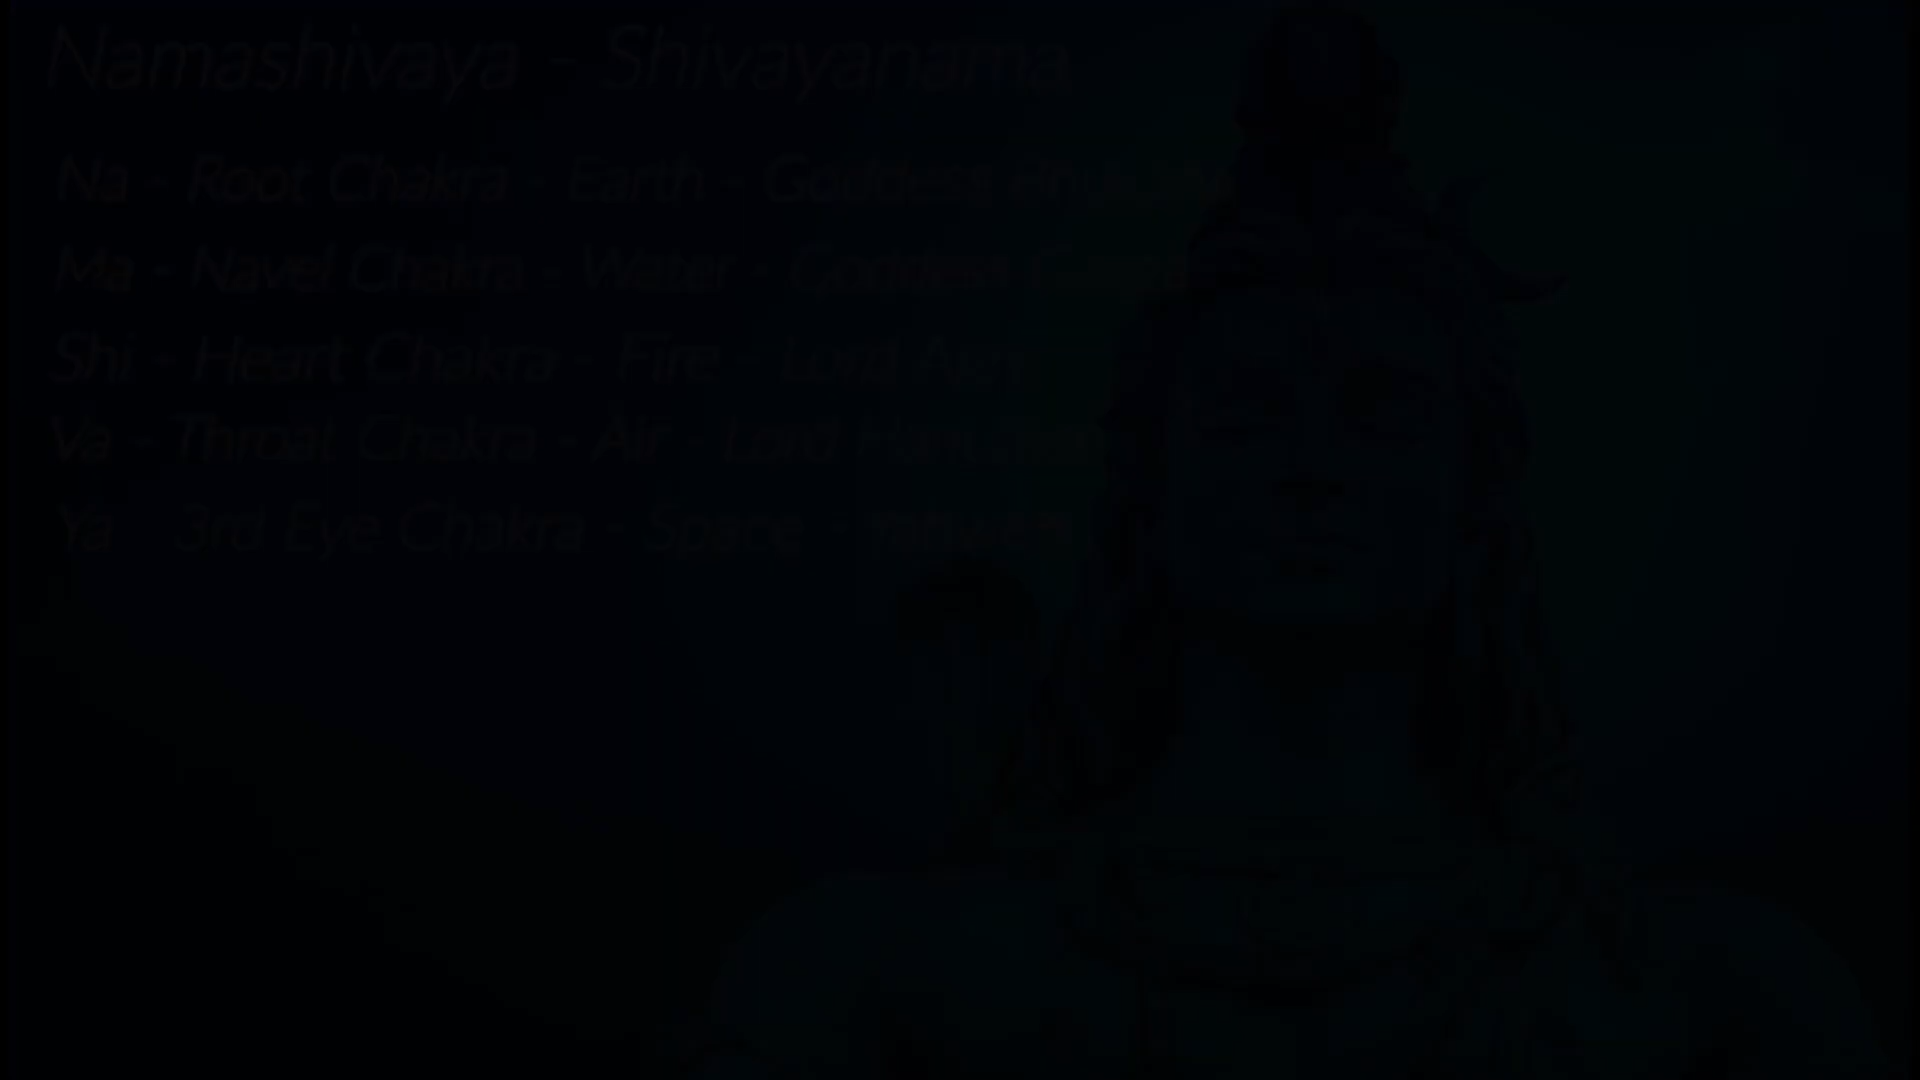 Namashivaya - Shivayanama
Na - Root Chakra - Earth - Goddess
Ma - Navel Chakra - Water - Goddess
Shi - Heart Chakra - Fire - Lord
Va - Throat Chakra - Air - Lord
Ya 3rd Eye Chakra - Space -